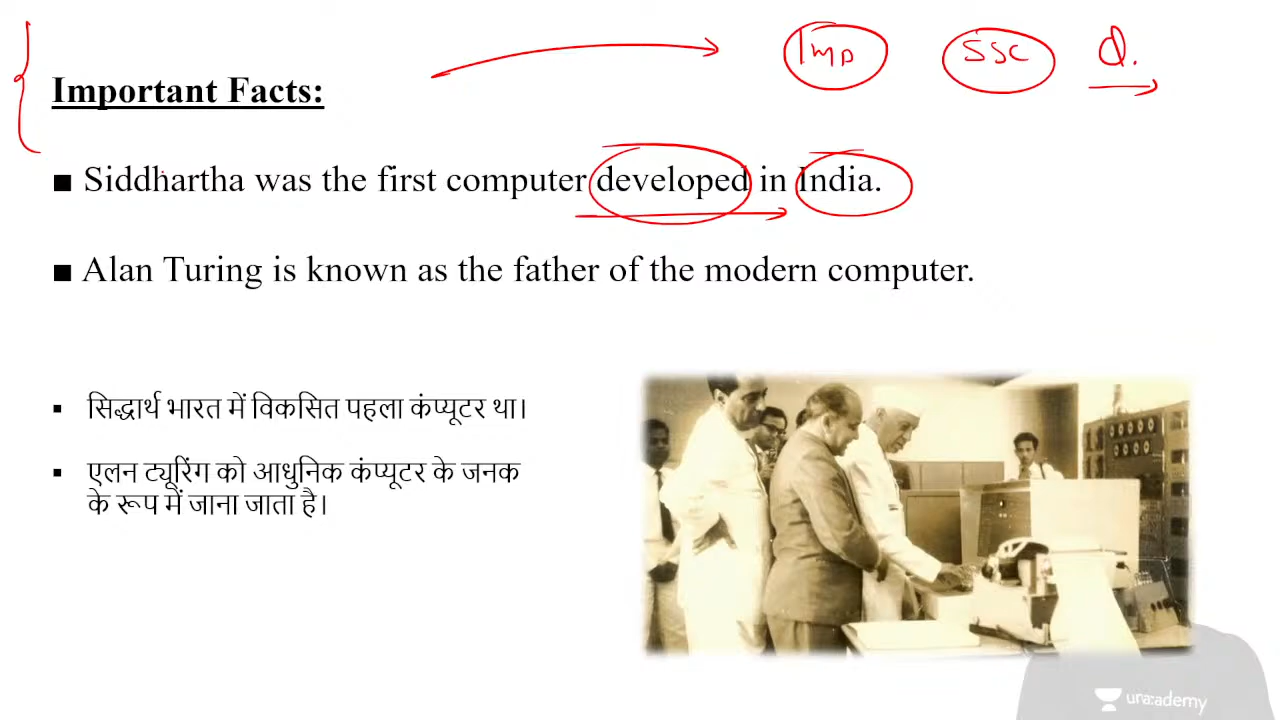 Imp SSC Q.
Important Facts:
■ Siddhartha was the first computer developed in India.
■ Alan Turing is known as the father of the modern computer.
▪ सिद्धार्थ भारत में विकसित पहला कंप्यूटर था।
▪ एलन ट्यूरिंग को आधुनिक कंप्यूटर के जनक
के रूप में जाना जाता है।
unacademy